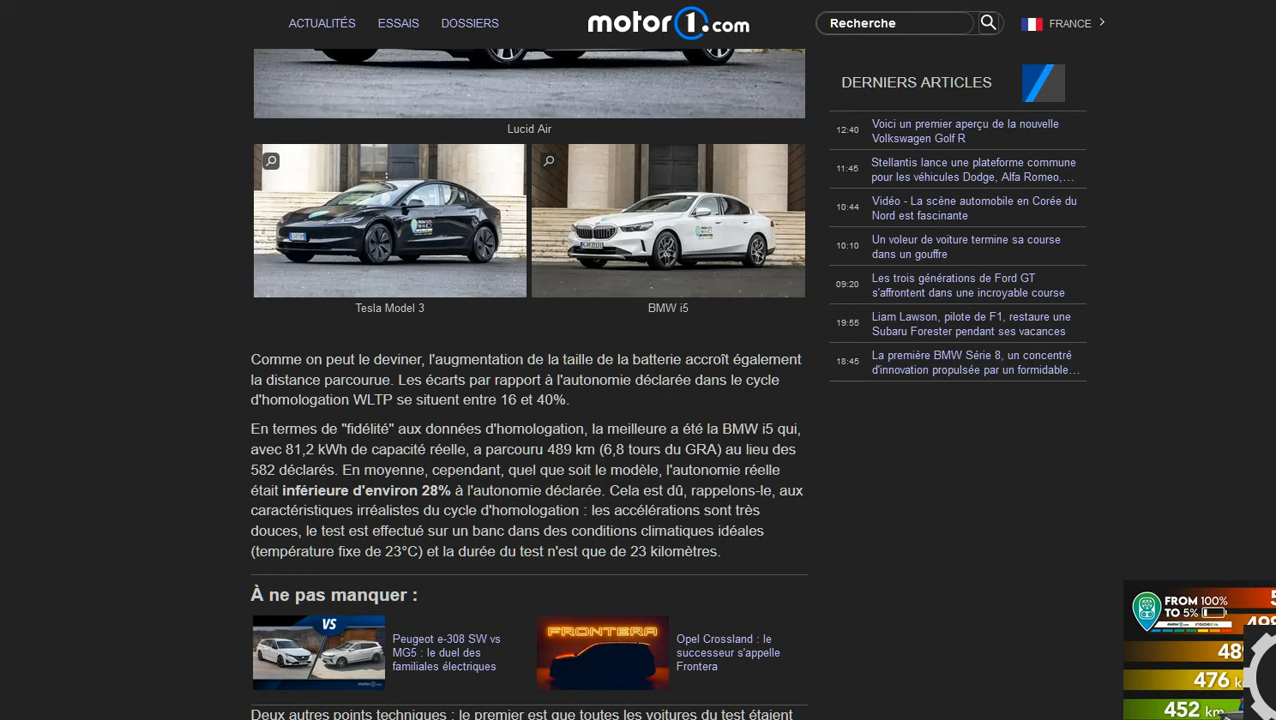 ACTUALITÉS ESSAIS DOSSIERS
motor1.com
Recherche
FRANCE
Lucid Air
Tesla Model 3
BMW i5
Comme on peut le deviner, l'augmentation de la taille de la batterie accroît également
la distance parcourue. Les écarts par rapport à l'autonomie déclarée dans le cycle
d'homologation WLTP se situent entre 16 et 40%.
En termes de "fidélité" aux données d'homologation, la meilleure a été la BMW i5 qui,
avec 81,2 kWh de capacité réelle, a parcouru 489 km (6,8 tours du GRA) au lieu des
582 déclarés. En moyenne, cependant, quel que soit le modèle, l'autonomie réelle
était inférieure d'environ 28% à l'autonomie déclarée. Cela est dû, rappelons-le, aux
caractéristiques irréalistes du cycle d'homologation : les accélérations sont très
douces, le test est effectué sur un banc dans des conditions climatiques idéales
(température fixe de 23°C) et la durée du test n'est que de 23 kilomètres.
À ne pas manquer :
VS
Peugeot e-308 SW vs
MG5 : le duel des
familiales électriques
FRONTERA
Opel Crossland : le
successeur s'appelle
Frontera
Deux autres points techniques : le premier est que toutes les voitures du test étaient
DERNIERS ARTICLES
12:40 Voici un premier aperçu de la nouvelle
Volkswagen Golf R
11:45 Stellantis lance une plateforme commune
pour les véhicules Dodge, Alfa Romeo,…
10:44 Vidéo - La scène automobile en Corée du
Nord est fascinante
10:10 Un voleur de voiture termine sa course
dans un gouffre
09:20 Les trois générations de Ford GT
s'affrontent dans une incroyable course
19:55 Liam Lawson, pilote de F1, restaure une
Subaru Forester pendant ses vacances
18:45 La première BMW Série 8, un concentré
d'innovation propulsée par un formidable…
FROM 100%
TO 5%
476
452 km